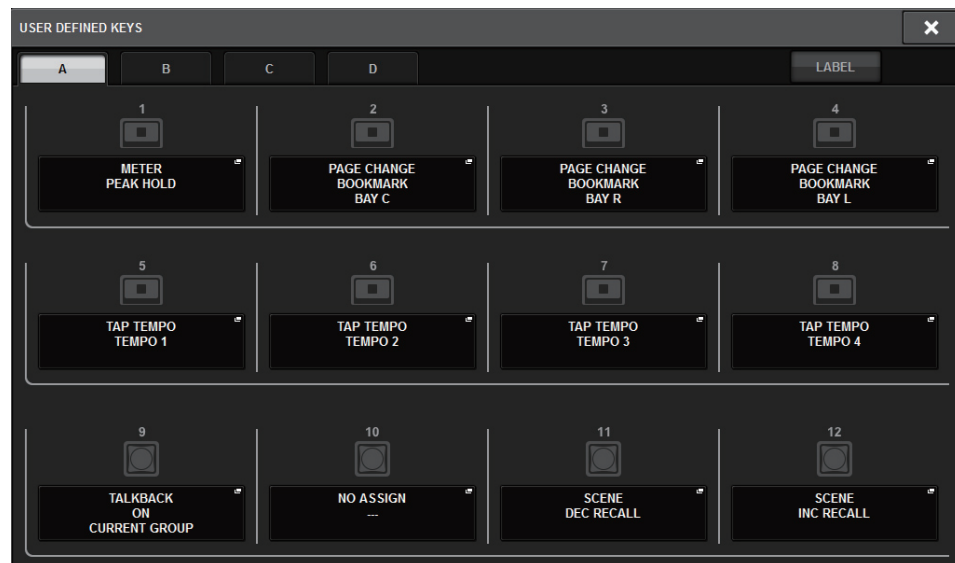 USER DEFINED KEYS
A B C D LABEL
1 2 3 4
METER
PEAK HOLD
PAGE CHANGE
BOOKMARK
BAY C
PAGE CHANGE
BOOKMARK
BAY R
PAGE CHANGE
BOOKMARK
BAY L
5 6 7 8
TAP TEMPO
TEMPO 1
TAP TEMPO
TEMPO 2
TAP TEMPO
TEMPO 3
TAP TEMPO
TEMPO 4
9 10 11 12
TALKBACK
ON
CURRENT GROUP
NO ASSIGN
---
SCENE
DEC RECALL
SCENE
INC RECALL